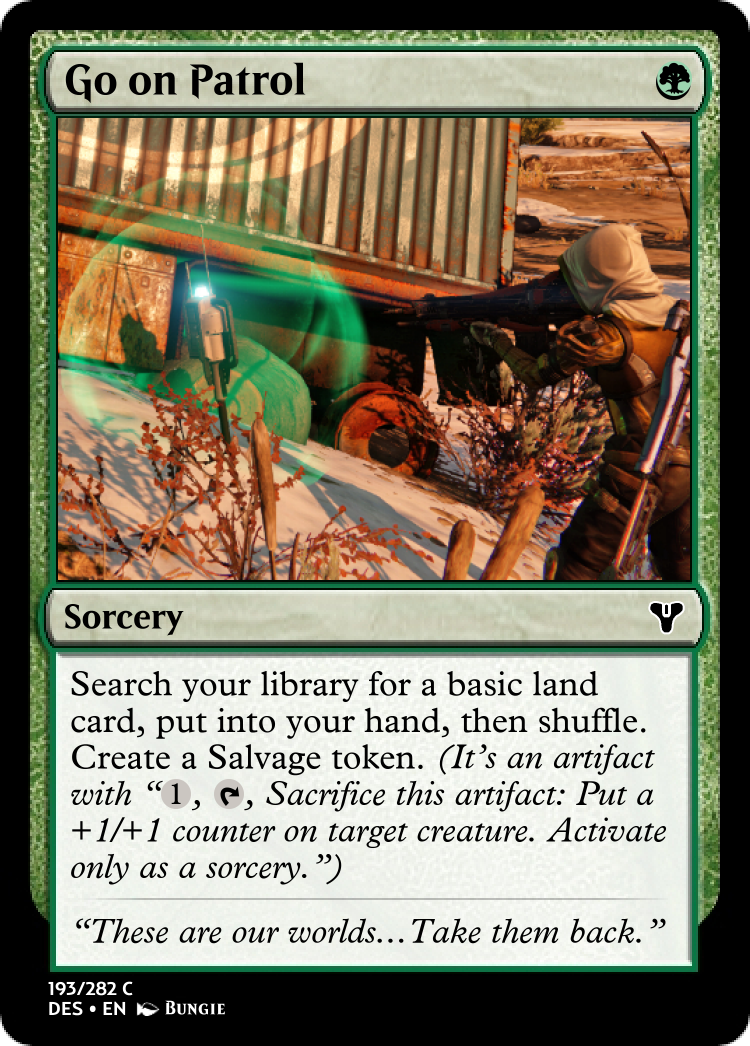 Go on Patrol
Sorcery
Search your library for a basic land
card, put into your hand, then shuffle.
Create a Salvage token. (It's an artifact
with “1, , Sacrifice this artifact: Put a
+1/+1 counter on target creature. Activate
only as a sorcery.”)
“These are our worlds…Take them back.”
193/282 C
DES • EN Bungie